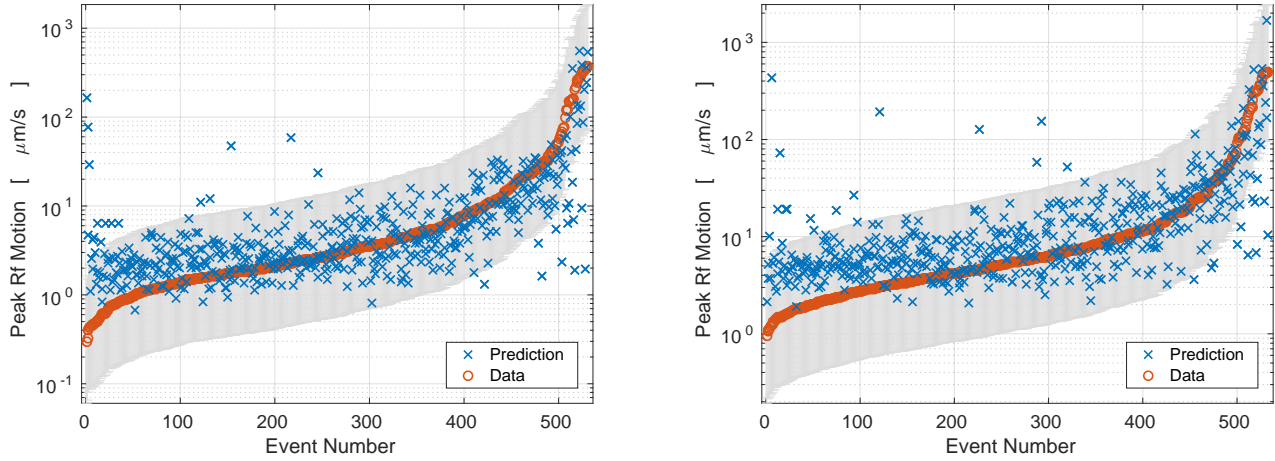 10^3
10^2
10^1
10^0
10^-1
Peak Rf Motion [ μm/s ]
0 100 200 300 400 500
Event Number
Prediction
Data
10^3
10^2
10^1
10^0
Peak Rf Motion [ μm/s ]
0 100 200 300 400 500
Event Number
Prediction
Data